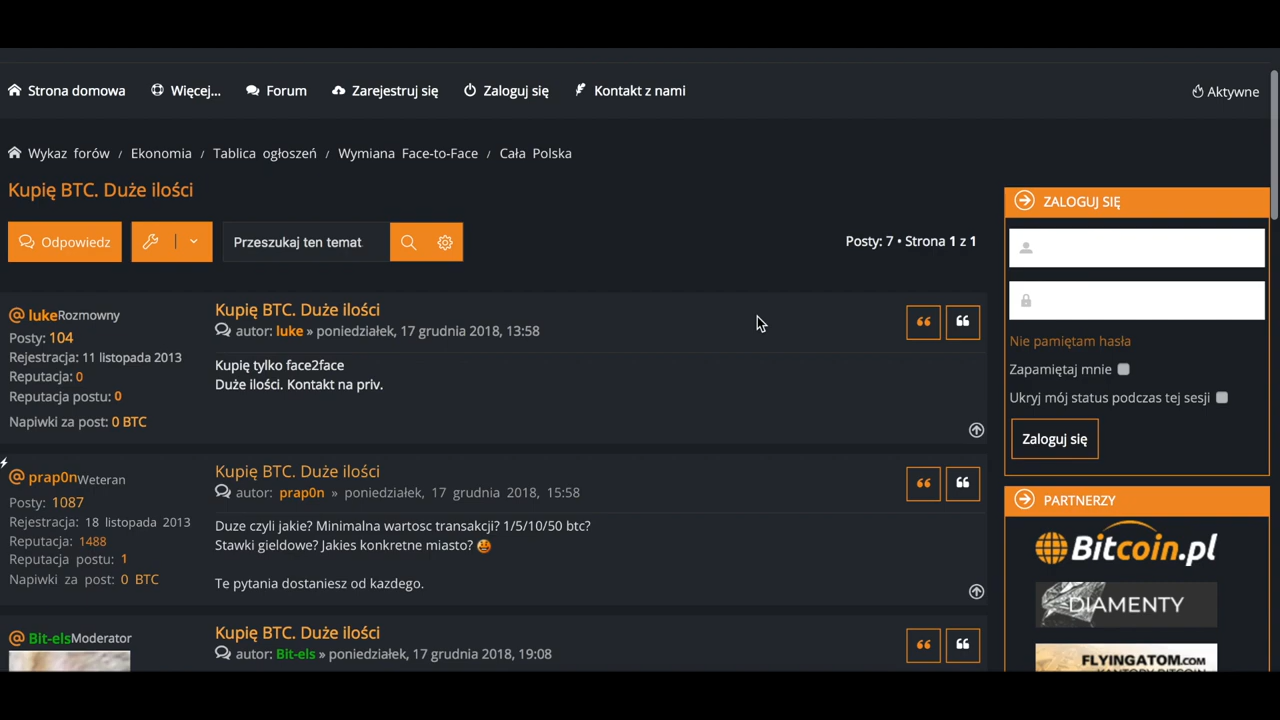 Strona domowa Więcej... Forum Zarejestruj się Zaloguj się Kontakt z nami Aktywne
Wykaz forów / Ekonomia / Tablica ogłoszeń / Wymiana Face-to-Face / Cała Polska
Kupię BTC. Duże ilości
Odpowiedz Przeszukaj ten temat Posty: 7 • Strona 1 z 1
@ lukeRozmowny
Posty: 104
Rejestracja: 11 listopada 2013
Reputacja: 0
Reputacja postu: 0
Napiwki za post: 0 BTC
Kupię BTC. Duże ilości
autor: luke » poniedziałek, 17 grudnia 2018, 13:58
Kupię tylko face2face
Duże ilości. Kontakt na priv.
@ prap0nWeteran
Posty: 1087
Rejestracja: 18 listopada 2013
Reputacja: 1488
Reputacja postu: 1
Napiwki za post: 0 BTC
Kupię BTC. Duże ilości
autor: prap0n » poniedziałek, 17 grudnia 2018, 15:58
Duze czyli jakie? Minimalna wartosc transakcji? 1/5/10/50 btc?
Stawki gieldowe? Jakies konkretne miasto?
Te pytania dostaniesz od kazdego.
@ Bit-elsModerator
Kupię BTC. Duże ilości
autor: Bit-els » poniedziałek, 17 grudnia 2018, 19:08
ZALOGUJ SIĘ
Nie pamiętam hasła
Zapamiętaj mnie
Ukryj mój status podczas tej sesji
Zaloguj się
PARTNERZY
Bitcoin.pl
DIAMENTY
FLYINGATOM.COM
KANTORY BITCOIN